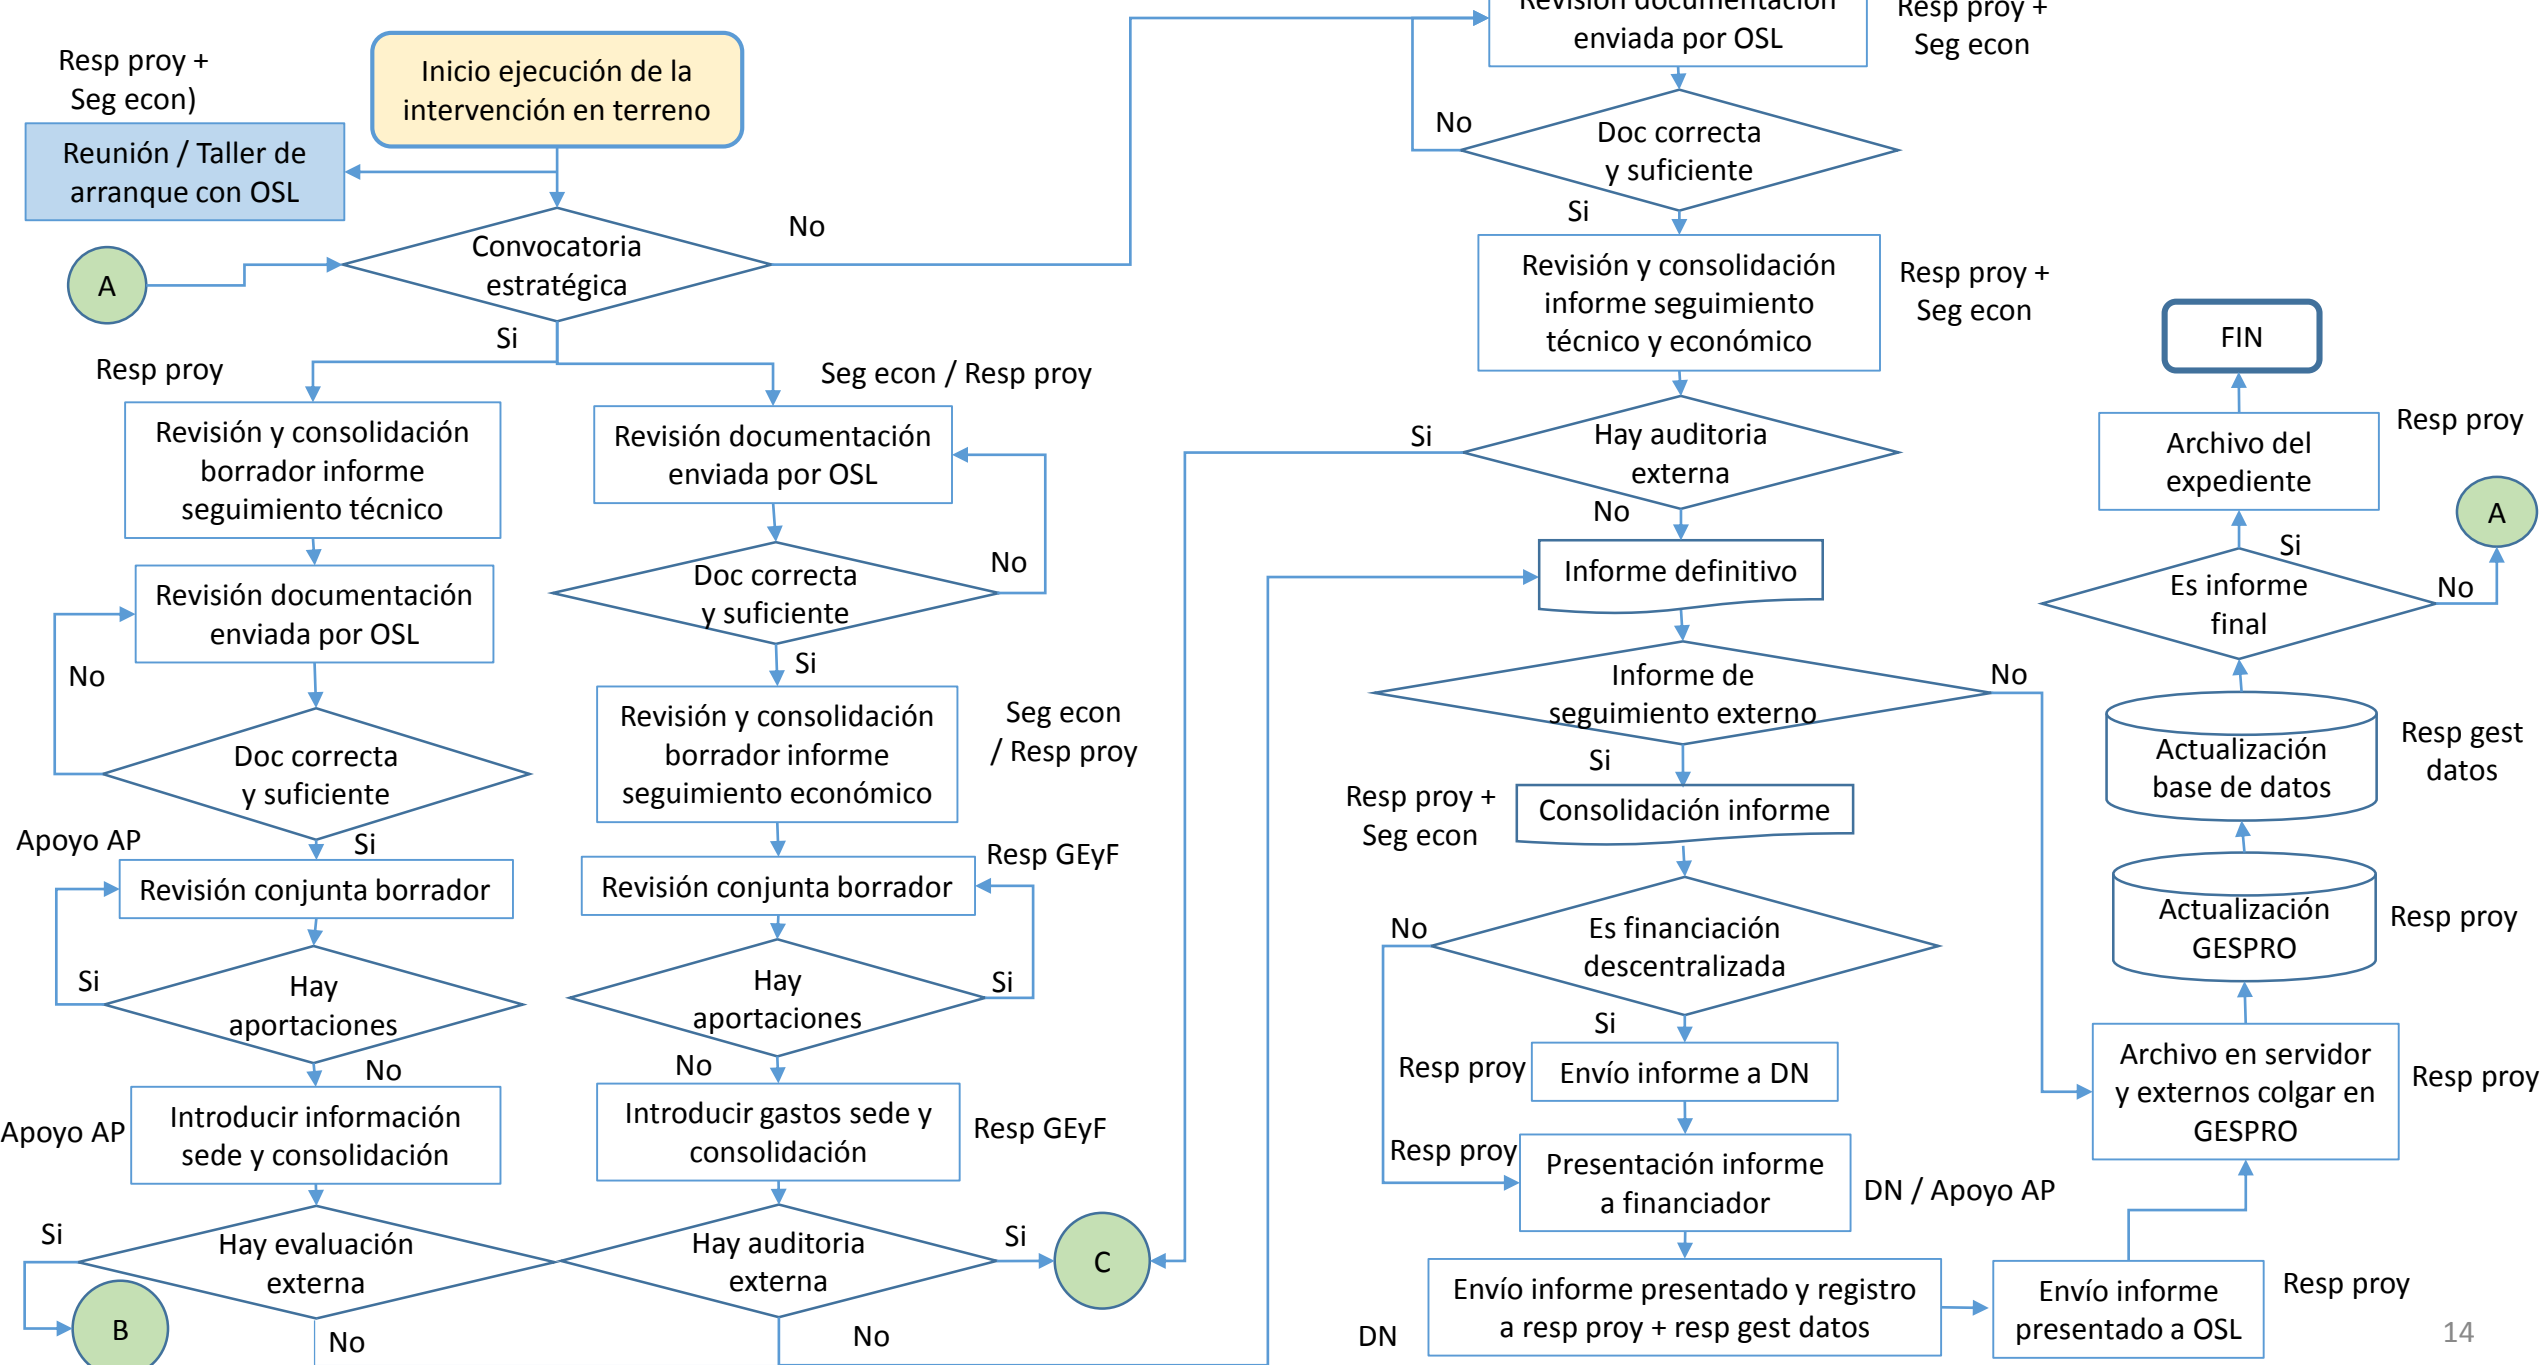 Resp proy +
Seg econ)
Inicio ejecución de la
intervención en terreno
Reunión / Taller de
arranque con OSL
A
Convocatoria
estratégica
No
Si
Resp proy
Revisión y consolidación
borrador informe
seguimiento técnico
Revisión documentación
enviada por OSL
No
Doc correcta
y suficiente
Si
Apoyo AP
Revisión conjunta borrador
Si
Hay
aportaciones
No
Apoyo AP
Introducir información
sede y consolidación
Si
Hay evaluación
externa
B
No
Seg econ / Resp proy
Revisión documentación
enviada por OSL
No
Doc correcta
y suficiente
Si
Revisión y consolidación
borrador informe
seguimiento económico
Seg econ
/ Resp proy
Resp GEyF
Revisión conjunta borrador
Hay
aportaciones
Si
No
Introducir gastos sede y
consolidación
Resp GEyF
Hay auditoria
externa
Si
C
No
Revisión documentación
enviada por OSL
Resp proy +
Seg econ
No
Doc correcta
y suficiente
Si
Revisión y consolidación
informe seguimiento
técnico y económico
Resp proy +
Seg econ
Si
Hay auditoria
externa
No
Informe definitivo
Informe de
seguimiento externo
No
Si
Resp proy +
Seg econ
Consolidación informe
No
Es financiación
descentralizada
Si
Resp proy
Envío informe a DN
Resp proy
Presentación informe
a financiador
DN / Apoyo AP
Envío informe presentado y registro
a resp proy + resp gest datos
DN
Envío informe
presentado a OSL
Resp proy
FIN
Archivo del
expediente
Resp proy
A
Si
Es informe
final
No
Actualización
base de datos
Resp gest
datos
Actualización
GESPRO
Resp proy
Archivo en servidor
y externos colgar en
GESPRO
Resp proy
14